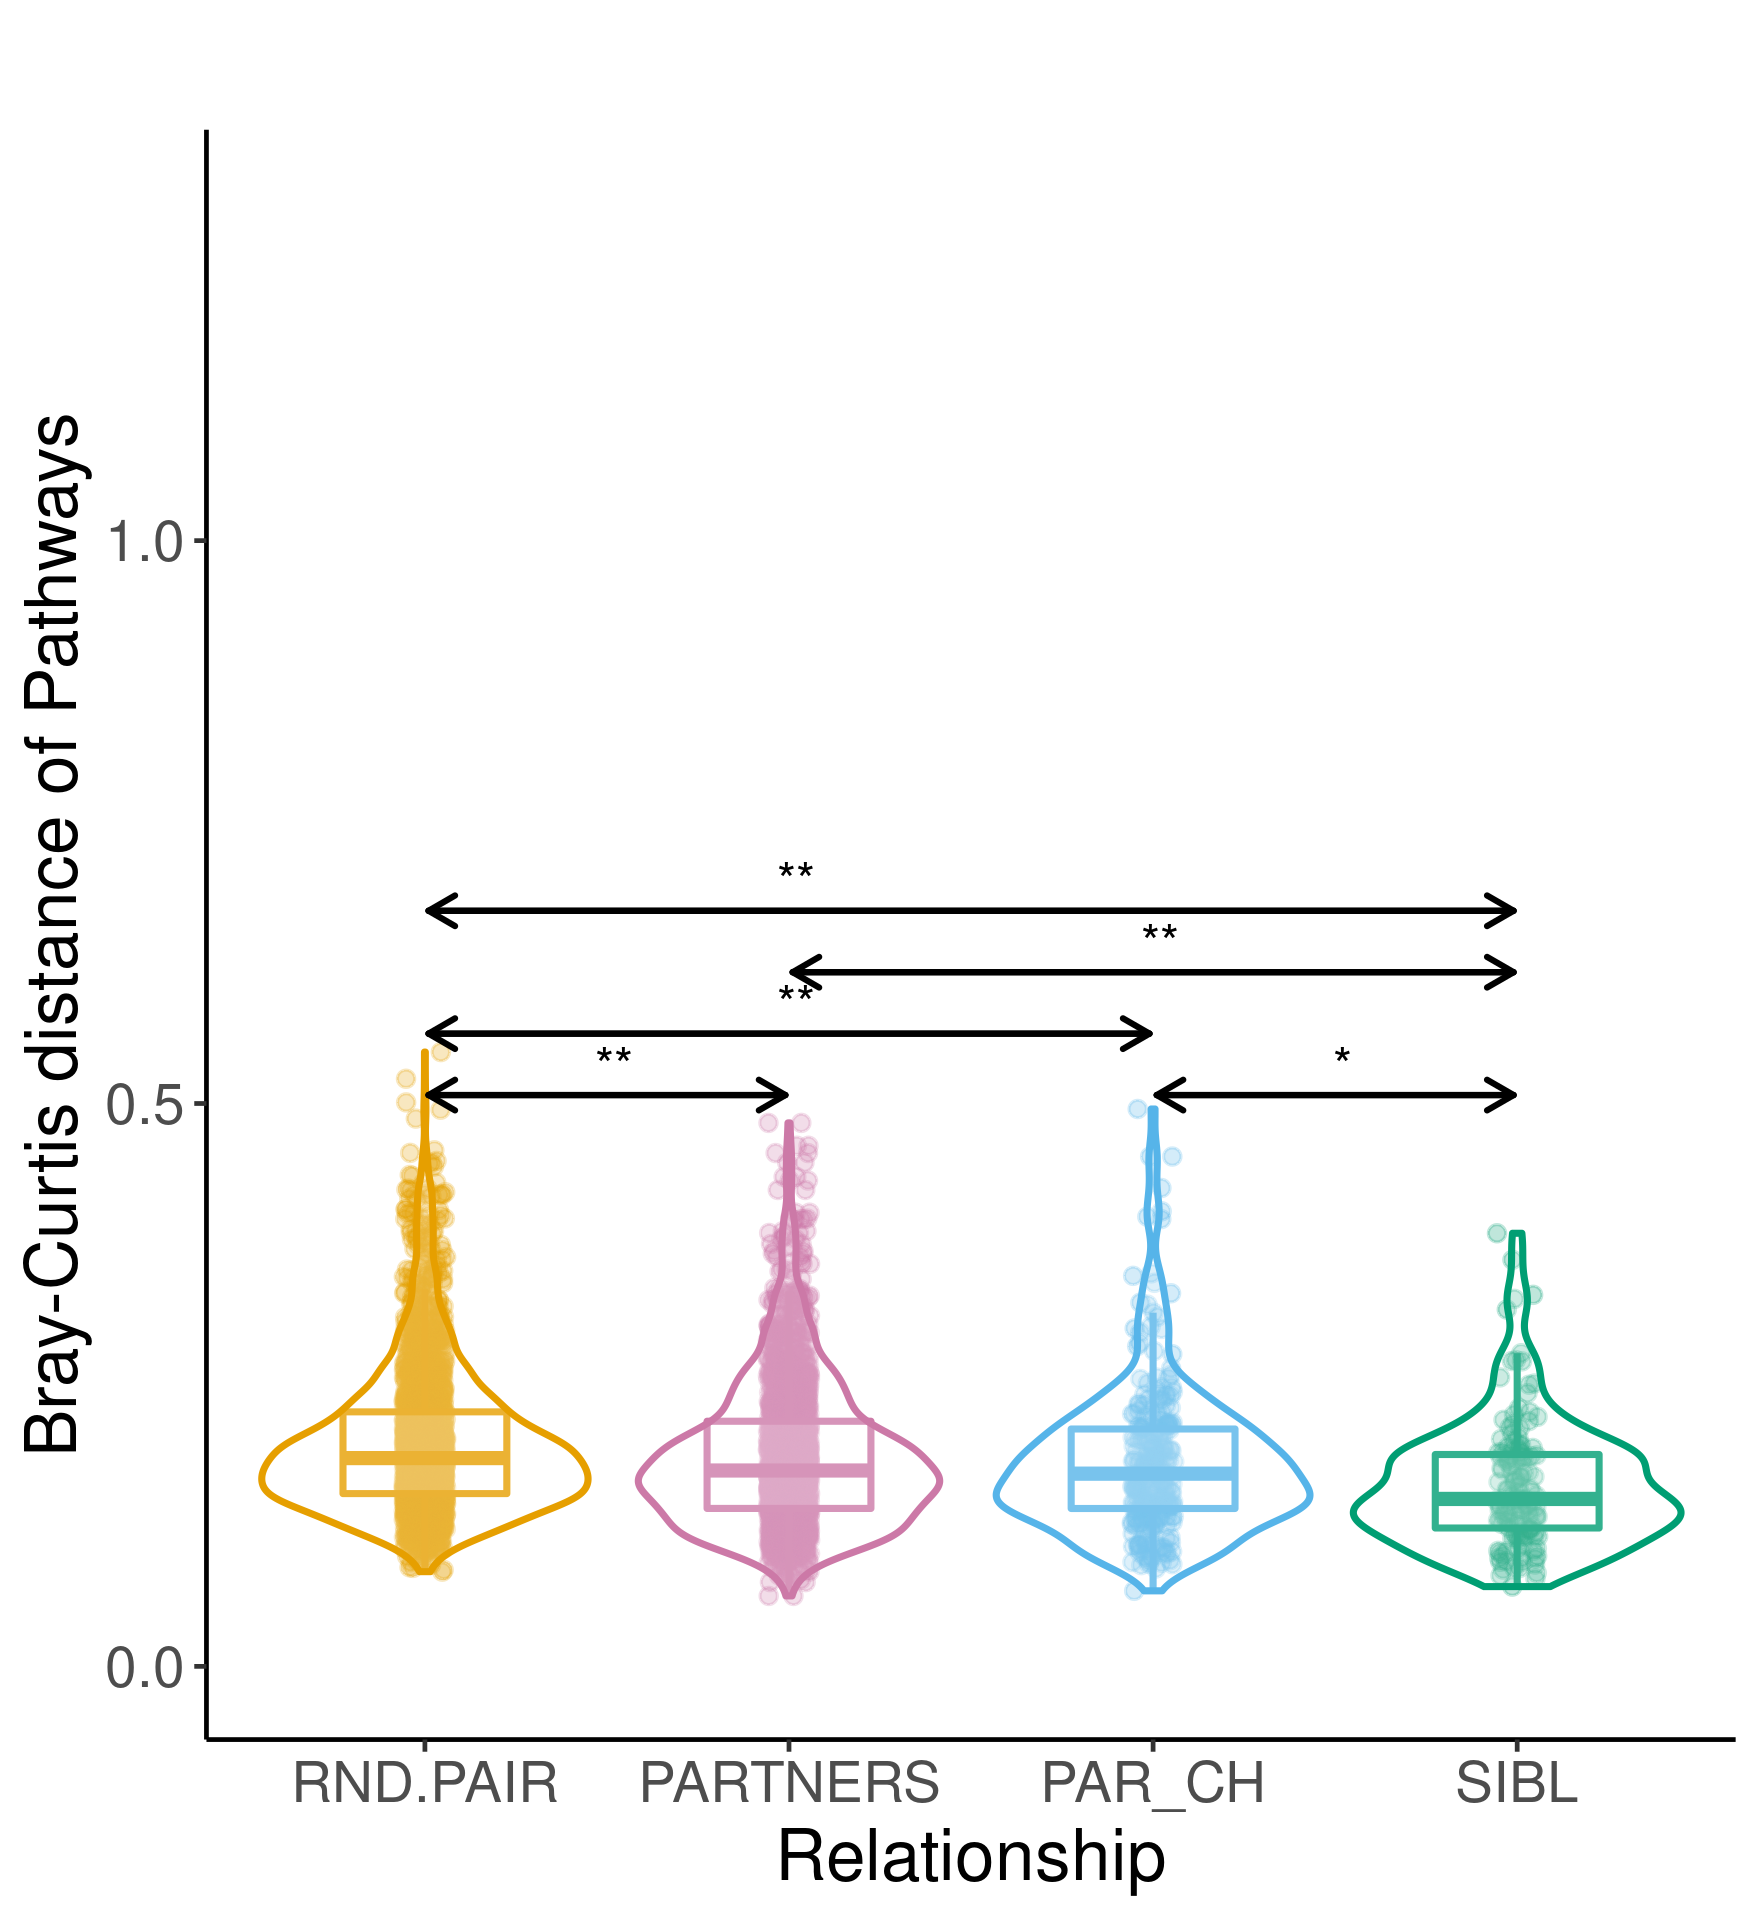 Bray-Curtis distance of Pathways
1.0
0.5
0.0
**
**
**
**
*
RND.PAIR
PARTNERS
PAR_CH
SIBL
Relationship